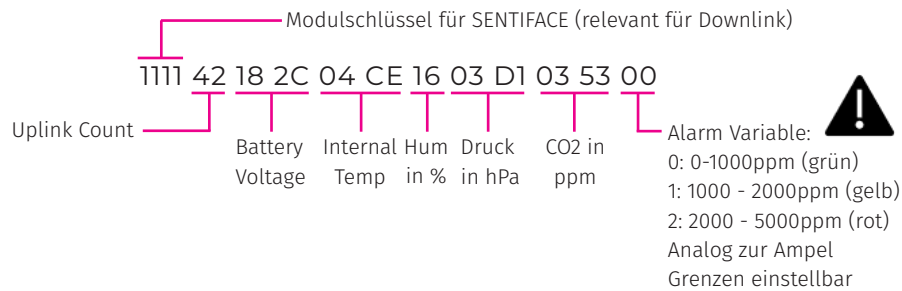 Modulschlüssel für SENTIFACE (relevant für Downlink)
1111 42 18 2C 04 CE 16 03 D1 03 53 00
Uplink Count
Battery Voltage
Internal Temp
Hum in %
Druck in hPa
CO2 in ppm
Alarm Variable:
0: 0-1000ppm (grün)
1: 1000 - 2000ppm (gelb)
2: 2000 - 5000ppm (rot)
Analog zur Ampel
Grenzen einstellbar